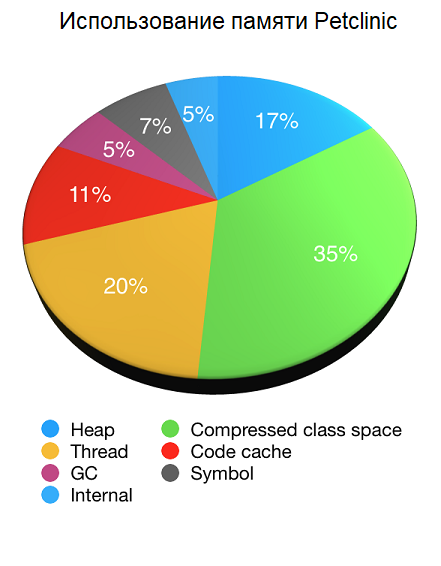 Использование памяти Petclinic
5%
17%
7%
5%
11%
35%
20%
Heap
Compressed class space
Thread
Code cache
GC
Symbol
Internal